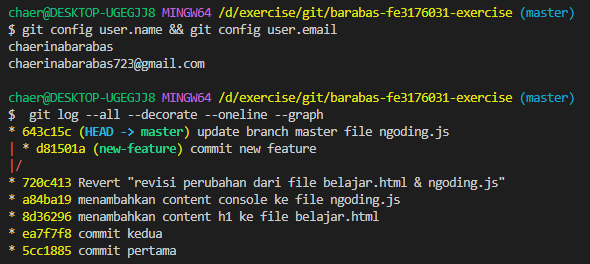 chaer@DESKTOP-UGEGJJ8 MINGW64 /d/exercise/git/barabas-fe3176031-exercise (master)
$ git config user.name && git config user.email
chaerinabarabas
chaerinabarabas723@gmail.com

chaer@DESKTOP-UGEGJJ8 MINGW64 /d/exercise/git/barabas-fe3176031-exercise (master)
$  git log --all --decorate --oneline --graph
* 643c15c (HEAD -> master) update branch master file ngoding.js
| * d81501a (new-feature) commit new feature
|/
* 720c413 Revert "revisi perubahan dari file belajar.html & ngoding.js"
* a84ba19 menambahkan content console ke file ngoding.js
* 8d36296 menambahkan content h1 ke file belajar.html
* ea7f7f8 commit kedua
* 5cc1885 commit pertama